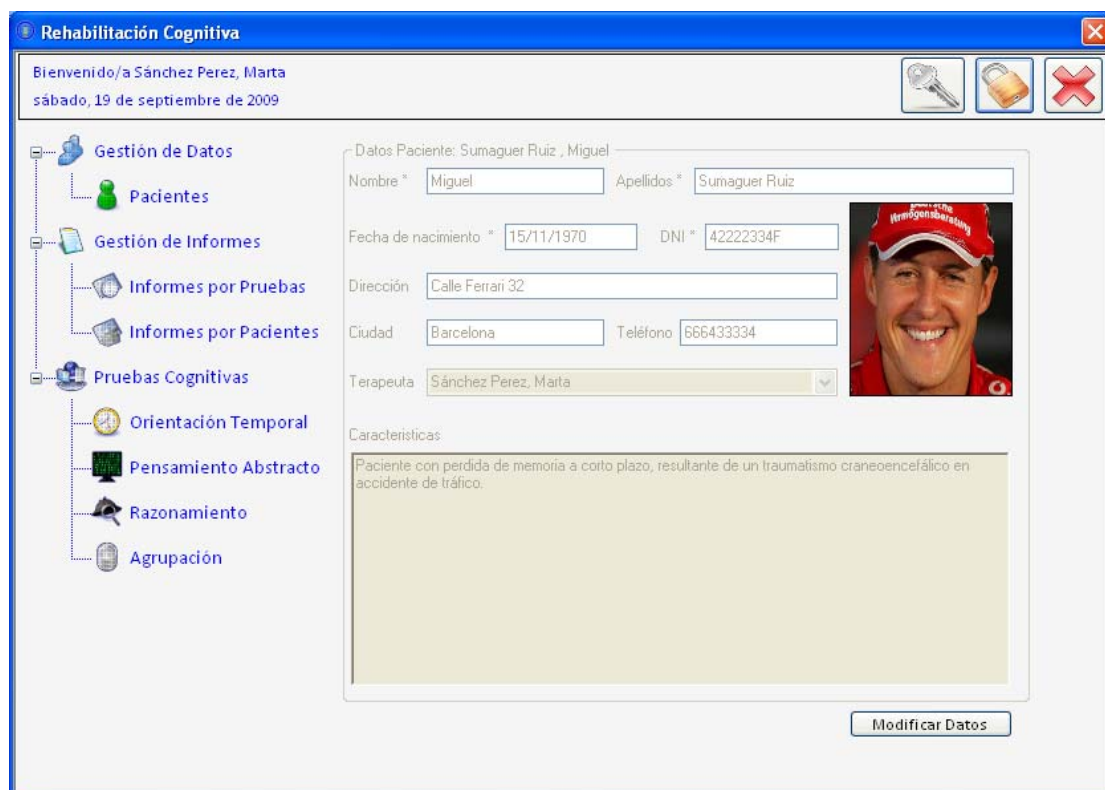 Rehabilitación Cognitiva
Bienvenido/a Sánchez Perez, Marta
sábado, 19 de septiembre de 2009
Gestión de Datos
Pacientes
Gestión de Informes
Informes por Pruebas
Informes por Pacientes
Pruebas Cognitivas
Orientación Temporal
Pensamiento Abstracto
Razonamiento
Agrupación
Datos Paciente: Sumaguer Ruiz , Miguel
Nombre * Miguel Apellidos * Sumaguer Ruiz
Fecha de nacimiento * 15/11/1970 DNI * 42222334F
Dirección Calle Ferrari 32
Ciudad Barcelona Teléfono 666433334
Terapeuta Sánchez Perez, Marta
Deutsche
Vermögensberatung
Caracteristicas
Paciente con perdida de memoria a corto plazo, resultante de un traumatismo craneoencefálico en
accidente de tráfico.
Modificar Datos